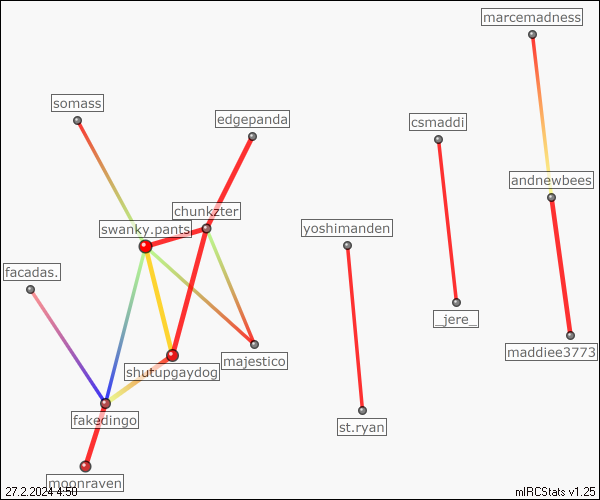 marcemadness
somass
edgepanda
csmaddi
andnewbees
chunkzter
swanky.pants
yoshimanden
facadas.
_jere_
maddiee3773
majestico
shutupgaydog
fakedingo
st.ryan
moonraven
27.2.2024 4:50
mIRCStats v1.25